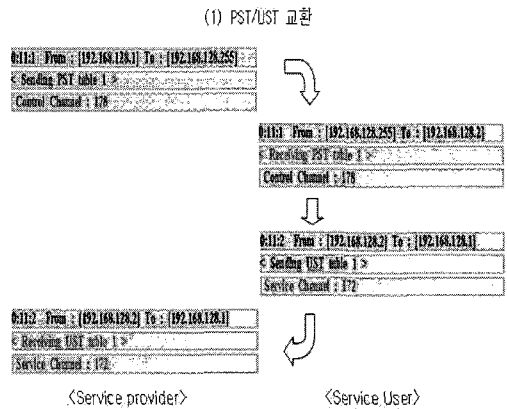 (1) PST/UST 교환
0:11:1 From : [192.168.128.1] To : [192.168.128.255]
< Sending PST table 1 >
Control Channel : 178
0:11:1 From : [192.168.128.255] To : [192.168.128.2]
< Receiving PST table 1 >
Control Channel : 178
0:11:2 From : [192.168.128.2] To : [192.168.128.1]
< Sending UST table 1 >
Service Channel : 172
0:11:2 From : [192.168.128.2] To : [192.168.128.1]
< Receiving UST table 1 >
Service Channel : 172
<Service provider>
<Service User>